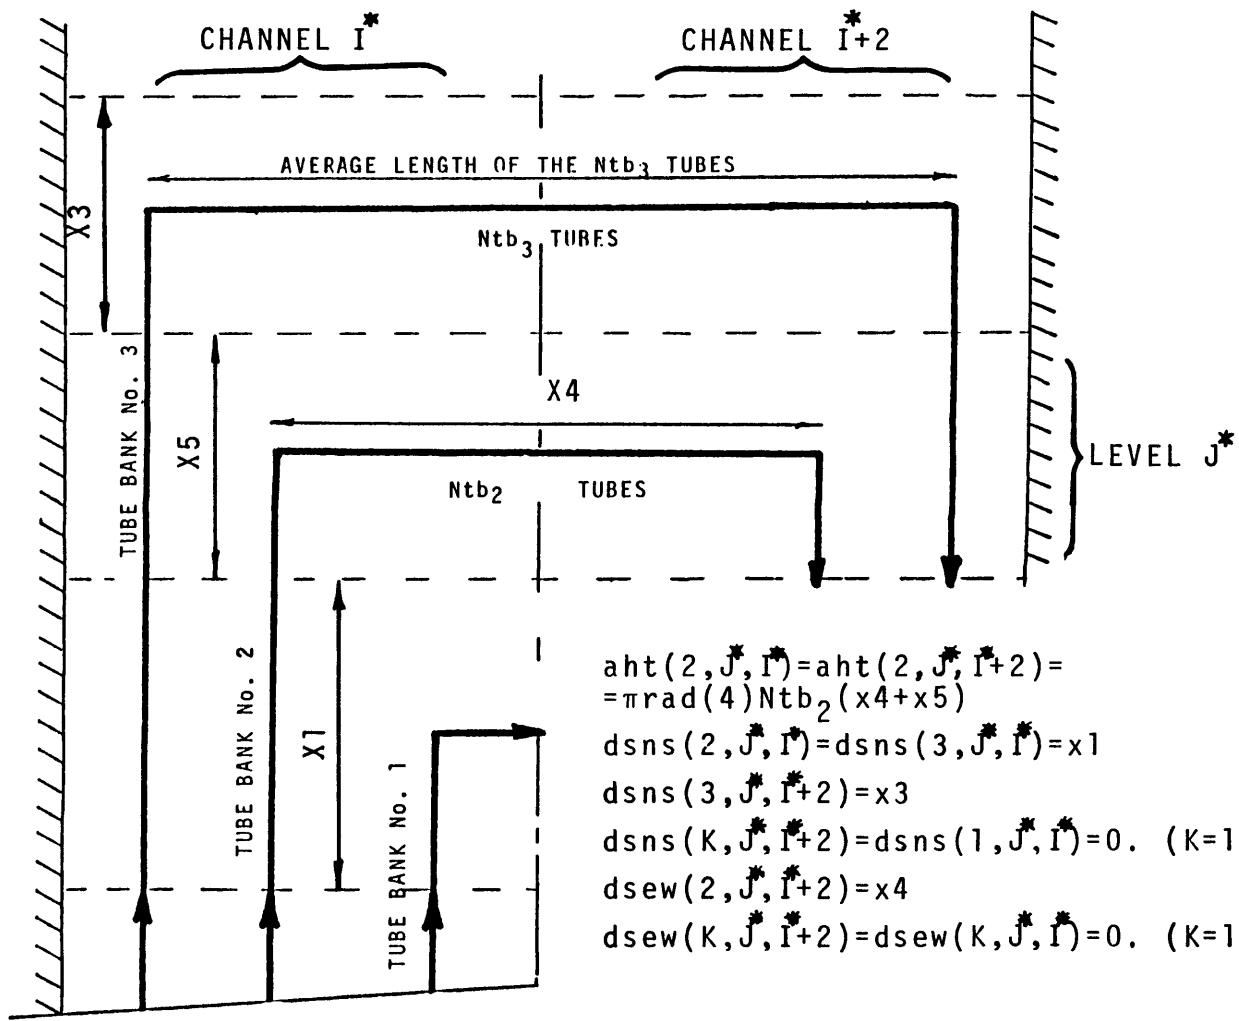 CHANNEL I*
CHANNEL I*+2
AVERAGE LENGTH OF THE Ntb3 TUBES
X3
Ntb3 TUBES
TUBE BANK No. 3
X5
X4
LEVEL J*
Ntb2 TUBES
TUBE BANK No. 2
X1
TUBE BANK No. 1
aht(2,J*,I*)=aht(2,J*,I*+2)=
=πrad(4)Ntb2(x4+x5)
dsns(2,J*,I*)=dsns(3,J*,I*)=x1
dsns(3,J*,I*+2)=x3
dsns(K,J*,I*+2)=dsns(1,J*,I*)=0. (K=1
dsew(2,J*,I*+2)=x4
dsew(K,J*,I*+2)=dsew(K,J*,I*)=0. (K=1